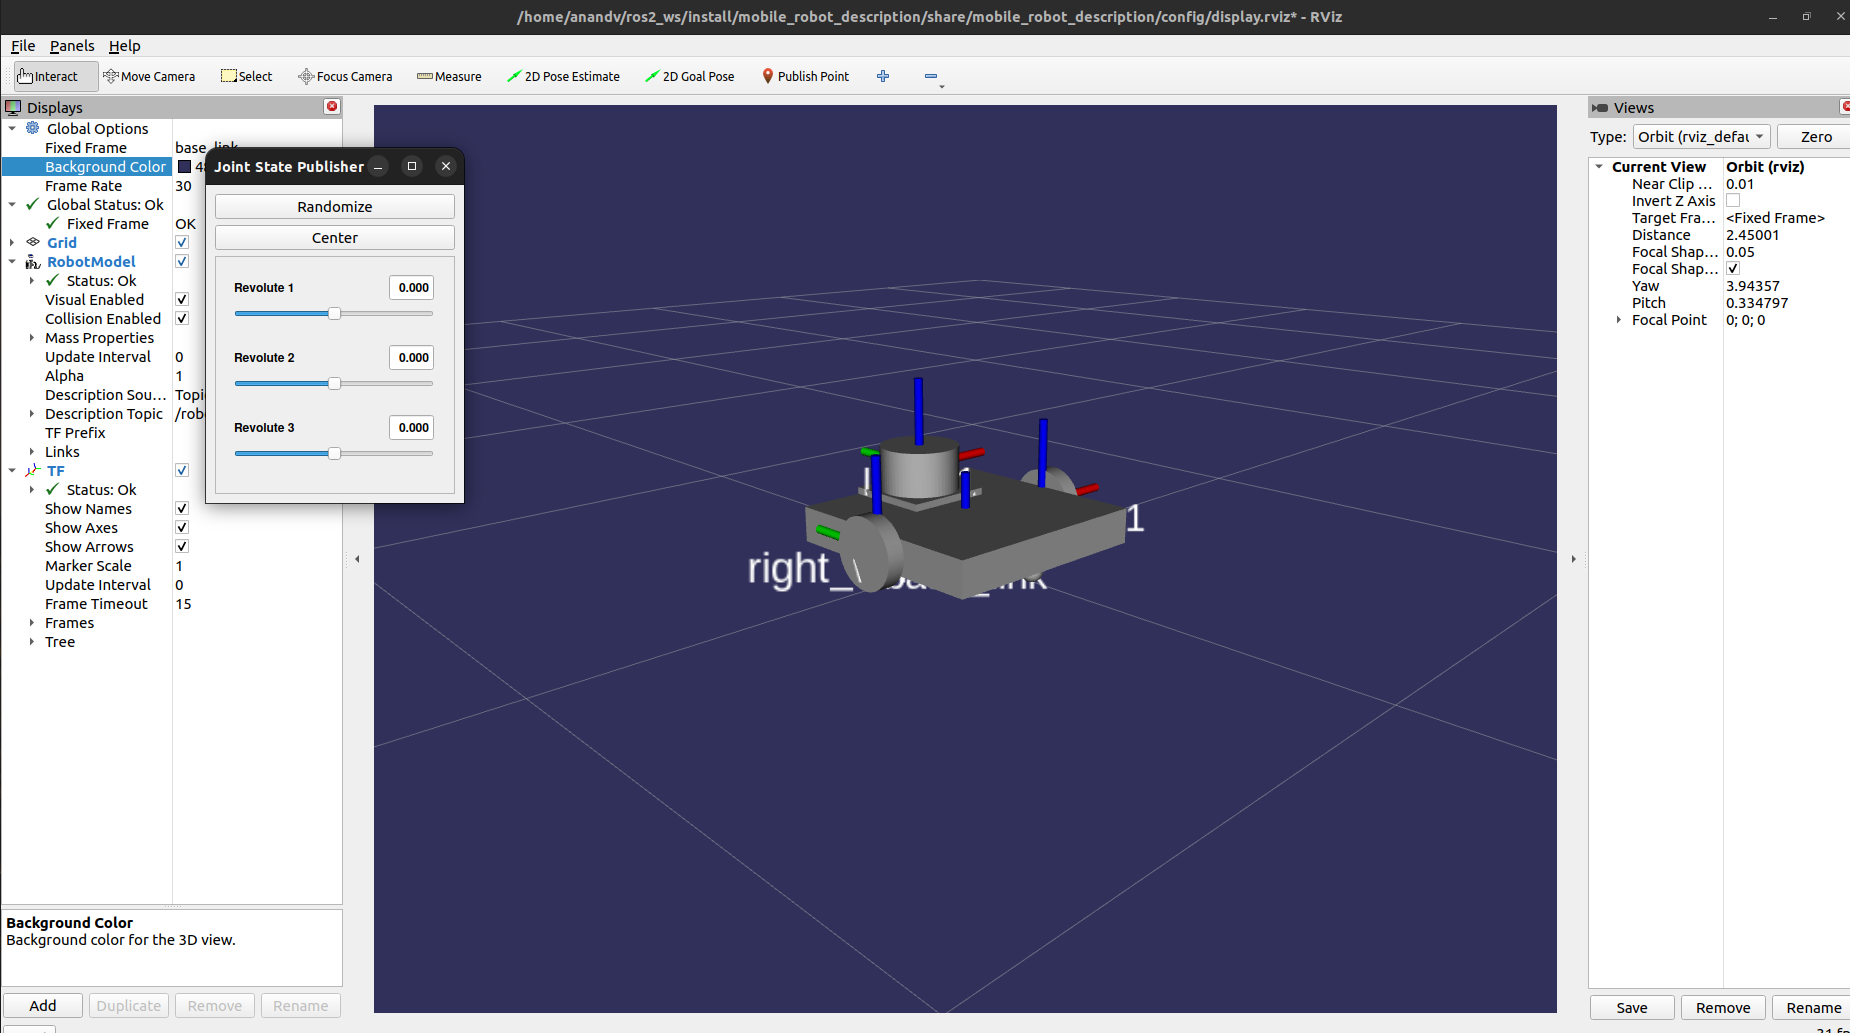 /home/anandv/ros2_ws/install/mobile_robot_description/share/mobile_robot_description/config/display.rviz* - RViz
File Panels Help
Interact Move Camera Select Focus Camera Measure 2D Pose Estimate 2D Goal Pose Publish Point
Displays
Global Options
Fixed Frame base_link
Background Color 48
Frame Rate 30
Global Status: Ok
Fixed Frame OK
Grid
RobotModel
Status: Ok
Visual Enabled
Collision Enabled
Mass Properties
Update Interval 0
Alpha 1
Description Sou... Topi
Description Topic /rob
TF Prefix
Links
TF
Status: Ok
Show Names
Show Axes
Show Arrows
Marker Scale 1
Update Interval 0
Frame Timeout 15
Frames
Tree
Background Color
Background color for the 3D view.
Add Duplicate Remove Rename
Joint State Publisher
Randomize
Center
Revolute 1 0.000
Revolute 2 0.000
Revolute 3 0.000
1
right_
Views
Type: Orbit (rviz_defau Zero
Current View Orbit (rviz)
Near Clip ... 0.01
Invert Z Axis
Target Fra... <Fixed Frame>
Distance 2.45001
Focal Shap... 0.05
Focal Shap...
Yaw 3.94357
Pitch 0.334797
Focal Point 0; 0; 0
Save Remove Rename